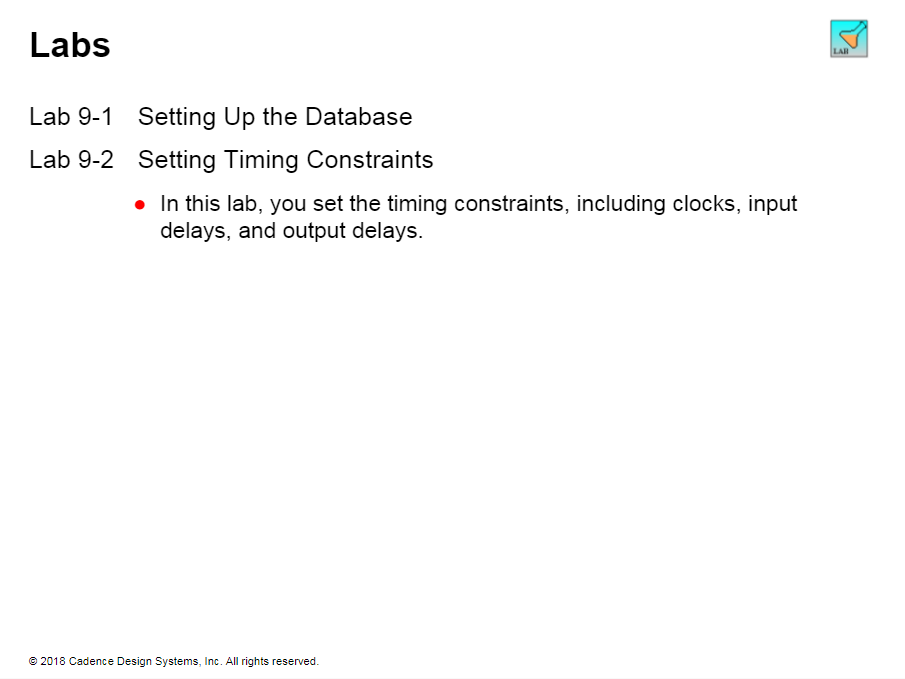 Labs
LAB
Lab 9-1 Setting Up the Database
Lab 9-2 Setting Timing Constraints
● In this lab, you set the timing constraints, including clocks, input
delays, and output delays.
© 2018 Cadence Design Systems, Inc. All rights reserved.